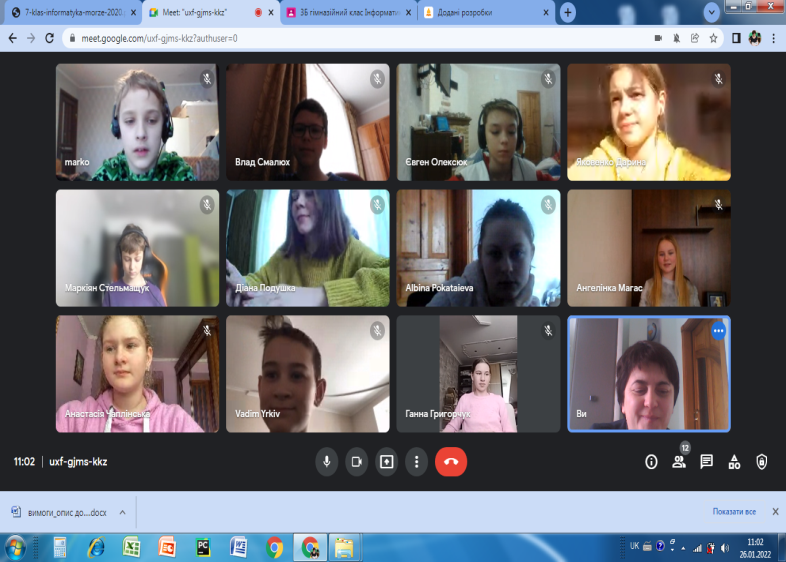 7-klas-informatyka-morze-2020.p
Meet: "uxf-gjms-kkz"
3Б гімназійний клас Інформати
Додані розробки
meet.google.com/uxf-gjms-kkz?authuser=0
marko
Влад Смалюх
Євген Олексюк
Яковенко Дарина
Маркіян Стельмащук
Діана Подушка
Albina Pokataieva
Ангелінка Магас
Анастасія Чаплінська
Vadim Yrkiv
Ганна Григорчук
Ви
11:02 | uxf-gjms-kkz
12
вимоги_опис до....docx
Показати все
UK
11:02
26.01.2022